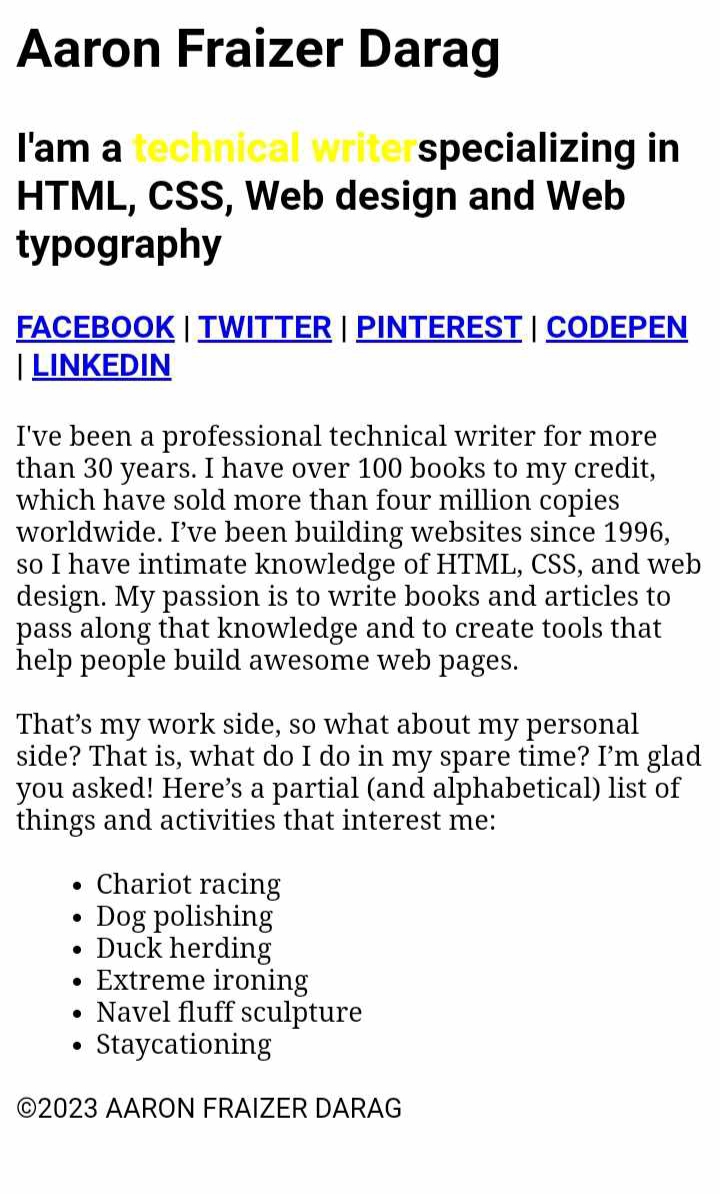 Aaron Fraizer Darag
I'am a technical writerspecializing in
HTML, CSS, Web design and Web
typography
FACEBOOK | TWITTER | PINTEREST | CODEPEN
| LINKEDIN
I've been a professional technical writer for more
than 30 years. I have over 100 books to my credit,
which have sold more than four million copies
worldwide. I’ve been building websites since 1996,
so I have intimate knowledge of HTML, CSS, and web
design. My passion is to write books and articles to
pass along that knowledge and to create tools that
help people build awesome web pages.
That’s my work side, so what about my personal
side? That is, what do I do in my spare time? I’m glad
you asked! Here’s a partial (and alphabetical) list of
things and activities that interest me:
• Chariot racing
• Dog polishing
• Duck herding
• Extreme ironing
• Navel fluff sculpture
• Staycationing
©2023 AARON FRAIZER DARAG